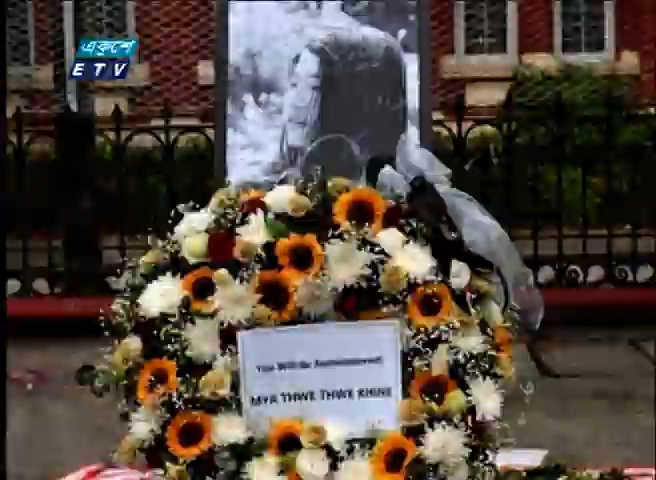 একুশে
ETV
You Will Be Remembered!
MYA THWE THWE KHINE